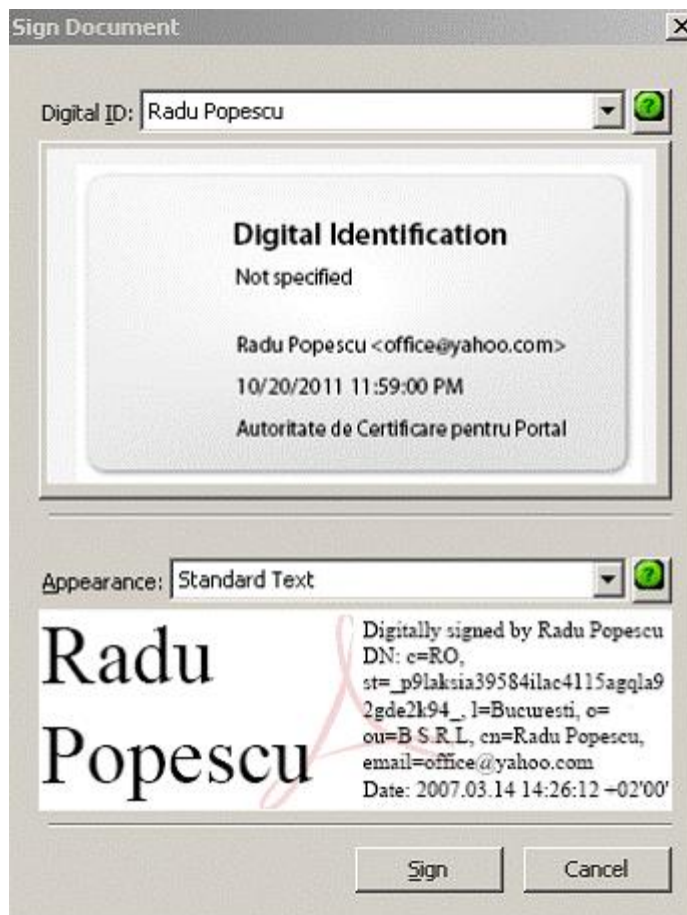 Sign Document
Digital ID: Radu Popescu
Digital Identification
Not specified
Radu Popescu <office@yahoo.com>
10/20/2011 11:59:00 PM
Autoritate de Certificare pentru Portal
Appearance: Standard Text
Radu
Popescu
Digitally signed by Radu Popescu
DN: c=RO,
st=_p9laksia39584ilac4115agqla9
2gde2k94_, l=Bucuresti, o=
ou=B S.R.L, cn=Radu Popescu,
email=office@yahoo.com
Date: 2007.03.14 14:26:12 +02'00'
Sign Cancel